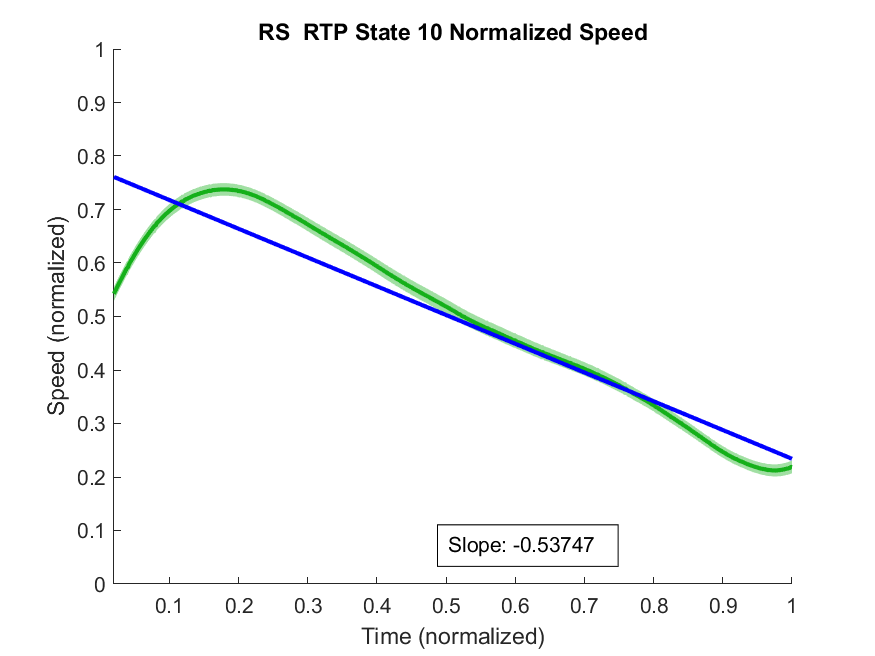 RS  RTP State 10 Normalized Speed
1
0.9
0.8
0.7
0.6
0.5
0.4
0.3
0.2
0.1
0
Speed (normalized)
Slope: -0.53747
0.1 0.2 0.3 0.4 0.5 0.6 0.7 0.8 0.9 1
Time (normalized)